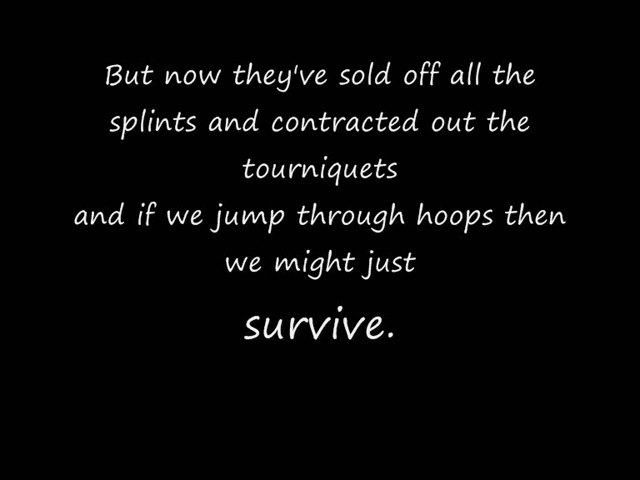 But now they've sold off all the
splints and contracted out the
tourniquets
and if we jump through hoops then
we might just
survive.